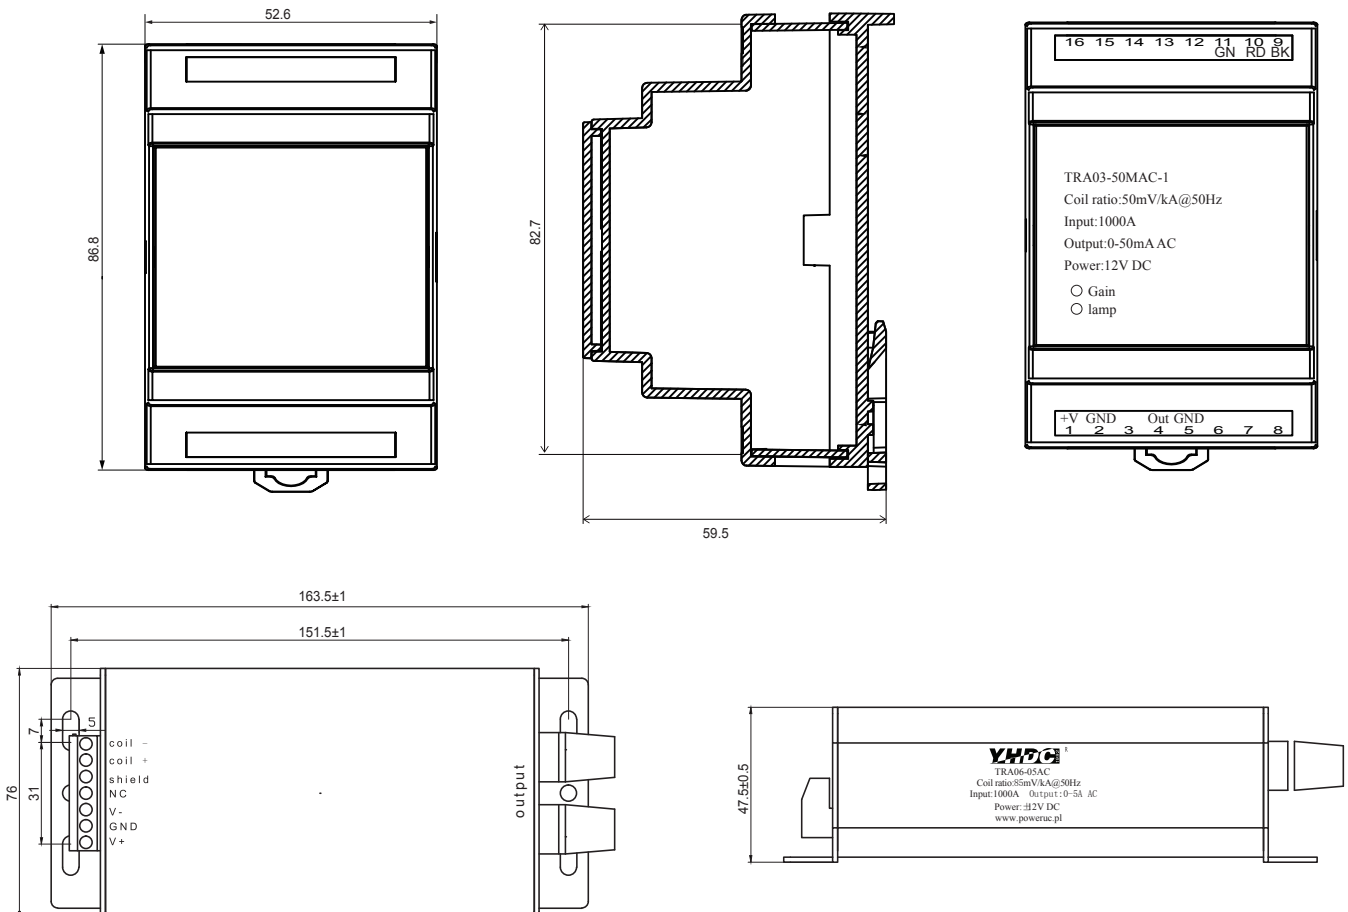 52.6
86.8
82.7
59.5
16 15 14 13 12 11 10 9
GN RD BK
TRA03-50MAC-1
Coil ratio:50mV/kA@50Hz
Input:1000A
Output:0-50mA AC
Power:12V DC
Gain
lamp
+V GND Out GND
1 2 3 4 5 6 7 8
163.5±1
151.5±1
76
7
5
31
coil -
coil +
shield
NC
V-
GND
V+
output
47.5±0.5
YHDC ®
TRA06-05AC
Coil ratio:85mV/kA@50Hz
Input:1000A Output:0-5A AC
Power: ±12V DC
www.poweruc.pl